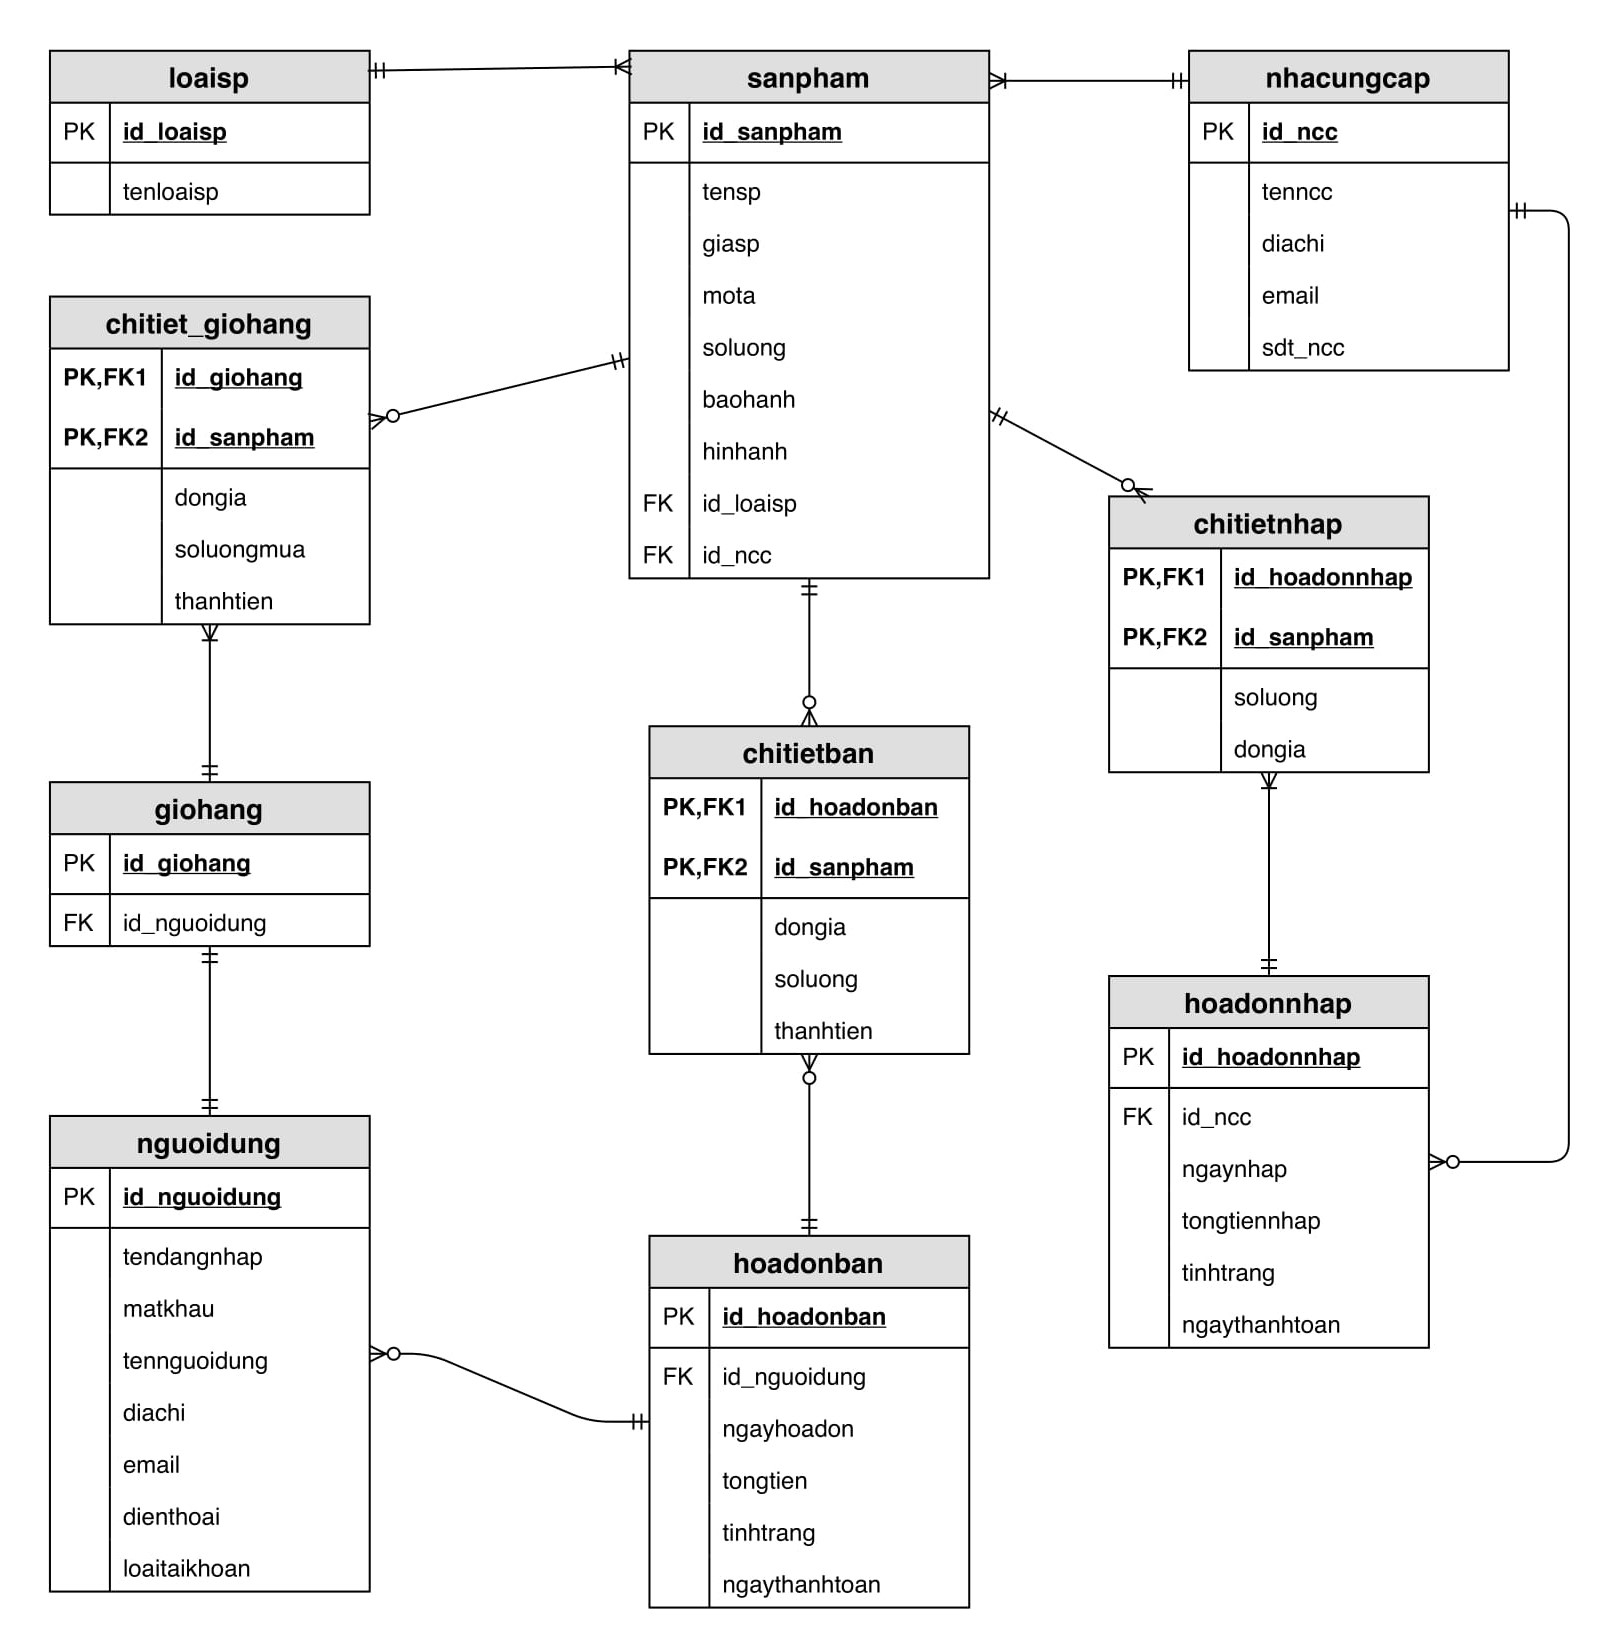 loaisp
PK id_loaisp
tenloaisp
sanpham
PK id_sanpham
tensp
giasp
mota
soluong
baohanh
hinhanh
FK id_loaisp
FK id_ncc
nhacungcap
PK id_ncc
tenncc
diachi
email
sdt_ncc
chitiet_giohang
PK,FK1 id_giohang
PK,FK2 id_sanpham
dongia
soluongmua
thanhtien
chitietnhap
PK,FK1 id_hoadonnhap
PK,FK2 id_sanpham
soluong
dongia
giohang
PK id_giohang
FK id_nguoidung
chitietban
PK,FK1 id_hoadonban
PK,FK2 id_sanpham
dongia
soluong
thanhtien
hoadonnhap
PK id_hoadonnhap
FK id_ncc
ngaynhap
tongtiennhap
tinhtrang
ngaythanhtoan
nguoidung
PK id_nguoidung
tendangnhap
matkhau
tennguoidung
diachi
email
dienthoai
loaitaikhoan
hoadonban
PK id_hoadonban
FK id_nguoidung
ngayhoadon
tongtien
tinhtrang
ngaythanhtoan